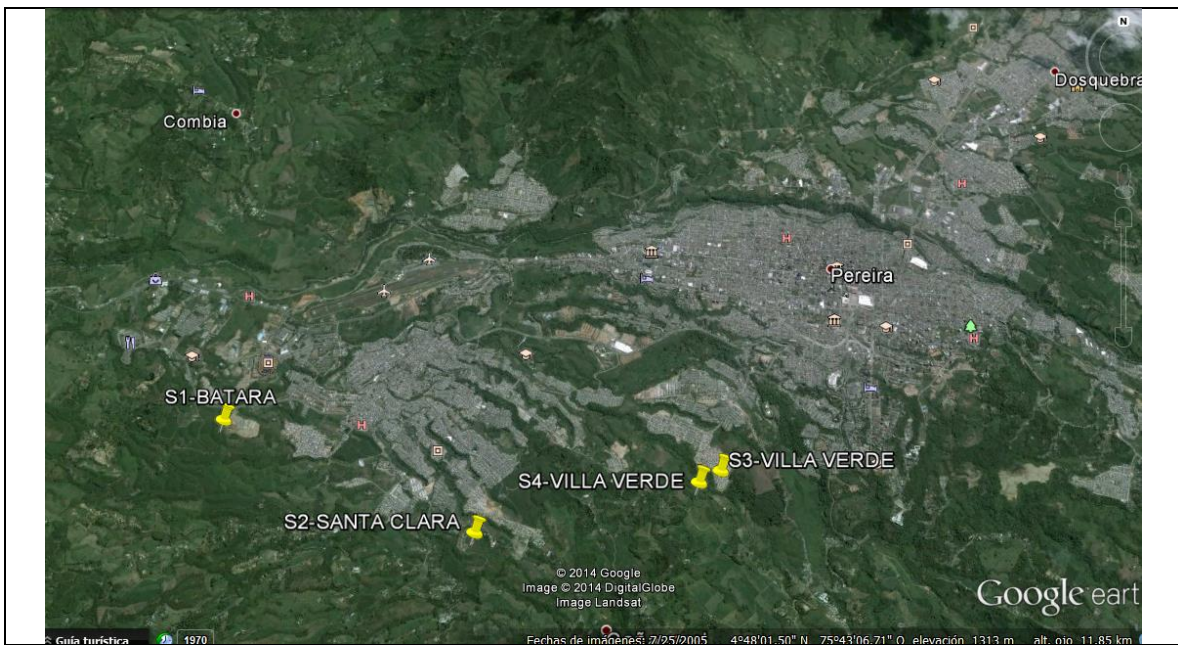 N
Dosquebra
Combia
Pereira
S1-BATARA
S3-VILLA VERDE
S4-VILLA VERDE
S2-SANTA CLARA
© 2014 Google
Image © 2014 DigitalGlobe
Image Landsat
Google eart
Guía turística
1970
Fechas de imágenes: 7/25/2005 4°48'01.50" N 75°43'06.71" O elevación 1313 m alt. ojo 11.85 km